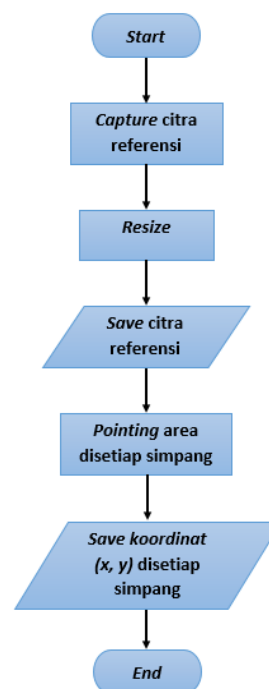 Start
Capture citra
referensi
Resize
Save citra
referensi
Pointing area
disetiap simpang
Save koordinat
(x, y) disetiap
simpang
End